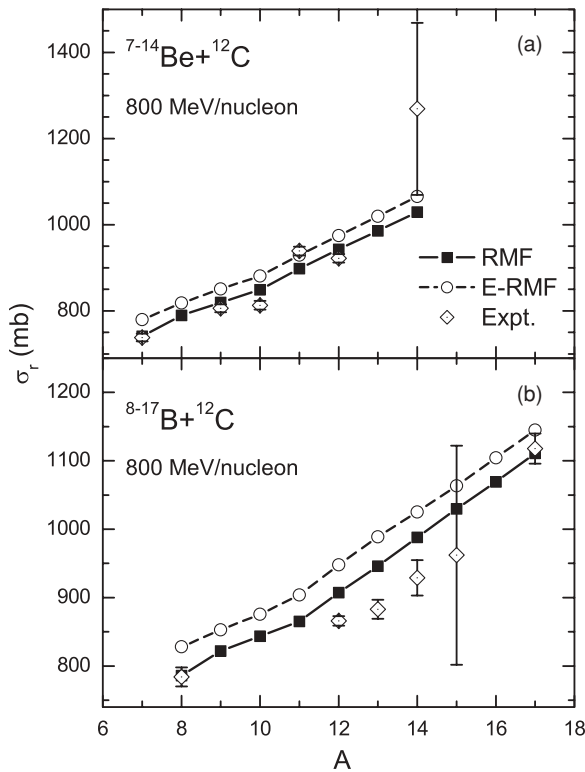 1400
1200
1000
800
⁷⁻¹⁴Be+¹²C
(a)
800 MeV/nucleon
RMF
E-RMF
Expt.
σᵣ (mb)
1200
1100
1000
900
800
⁸⁻¹⁷B+¹²C
(b)
800 MeV/nucleon
6 8 10 12 14 16 18
A